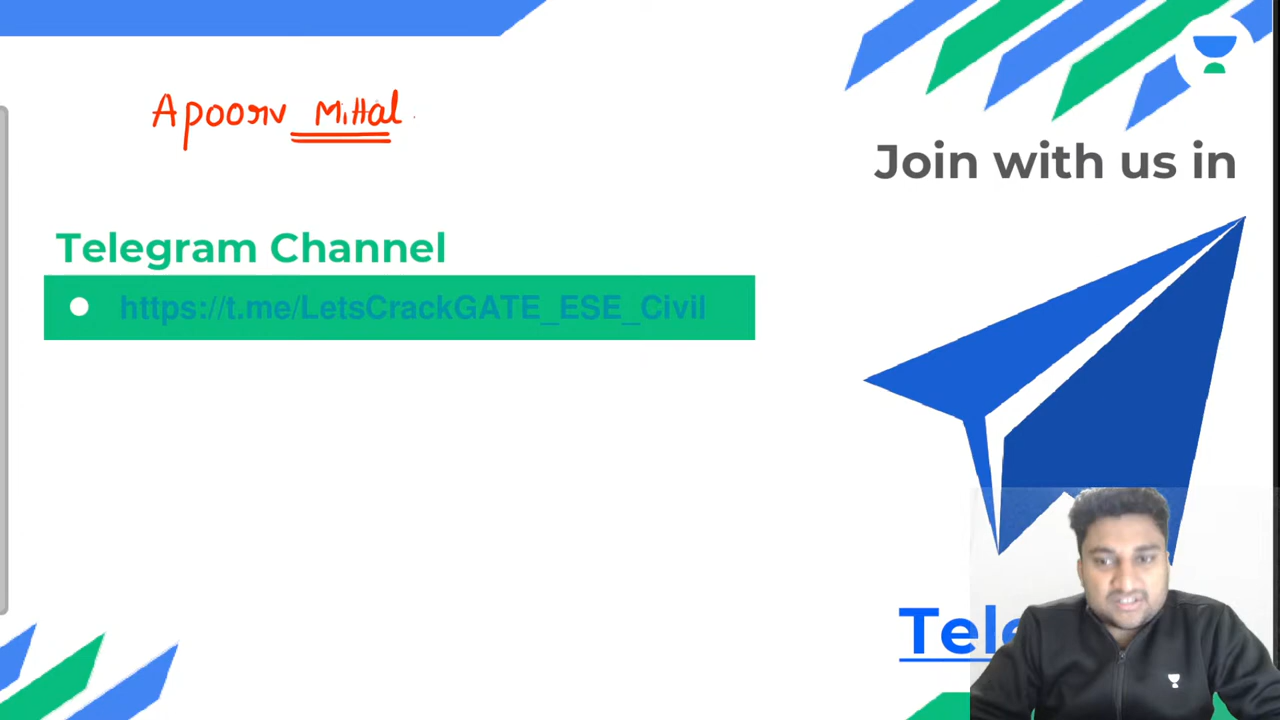 Apoorv Mittal
Join with us in
Telegram Channel
https://t.me/LetsCrackGATE_ESE_Civil
Tele